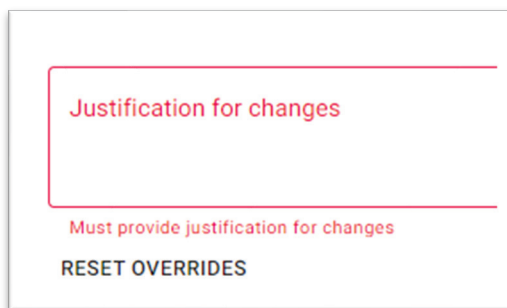 Justification for changes
Must provide justification for changes
RESET OVERRIDES